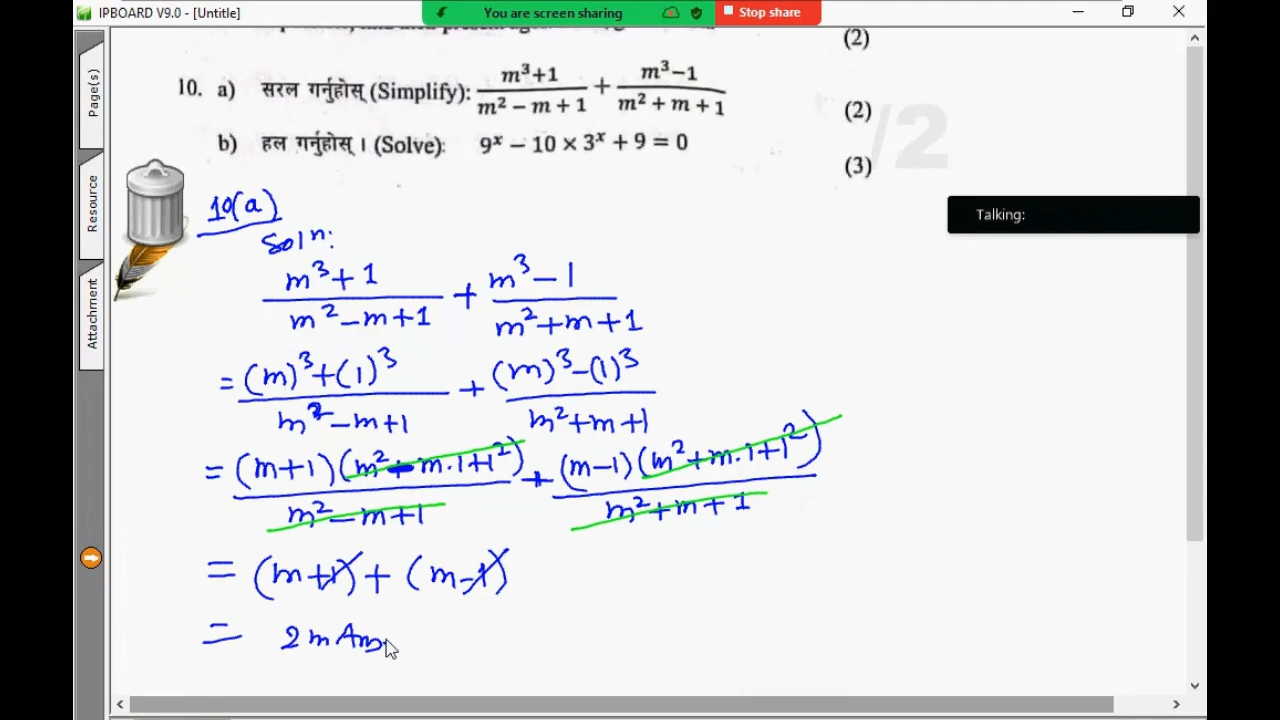 IPBOARD V9.0 - [Untitle]
You are screen sharing
Stop share
Page(s)
Resource
Attachment
(2)
10. a) सरल गर्नुहोस् (Simplify): (m³+1)/(m² − m + 1) + (m³−1)/(m² + m + 1)
(2)
b) हल गर्नुहोस् । (Solve): 9ˣ − 10 × 3ˣ + 9 = 0
(3)
/2
Talking:
10(a)
Soln:
(m³+1)/(m²−m+1) + (m³−1)/(m²+m+1)
= ((m)³+(1)³)/(m²−m+1) + ((m)³−(1)³)/(m²+m+1)
= (m+1)(m²−m.1+1²)/(m²−m+1) + (m−1)(m²+m.1+1²)/(m²+m+1)
= (m+1) + (m−1)
= 2m Ans